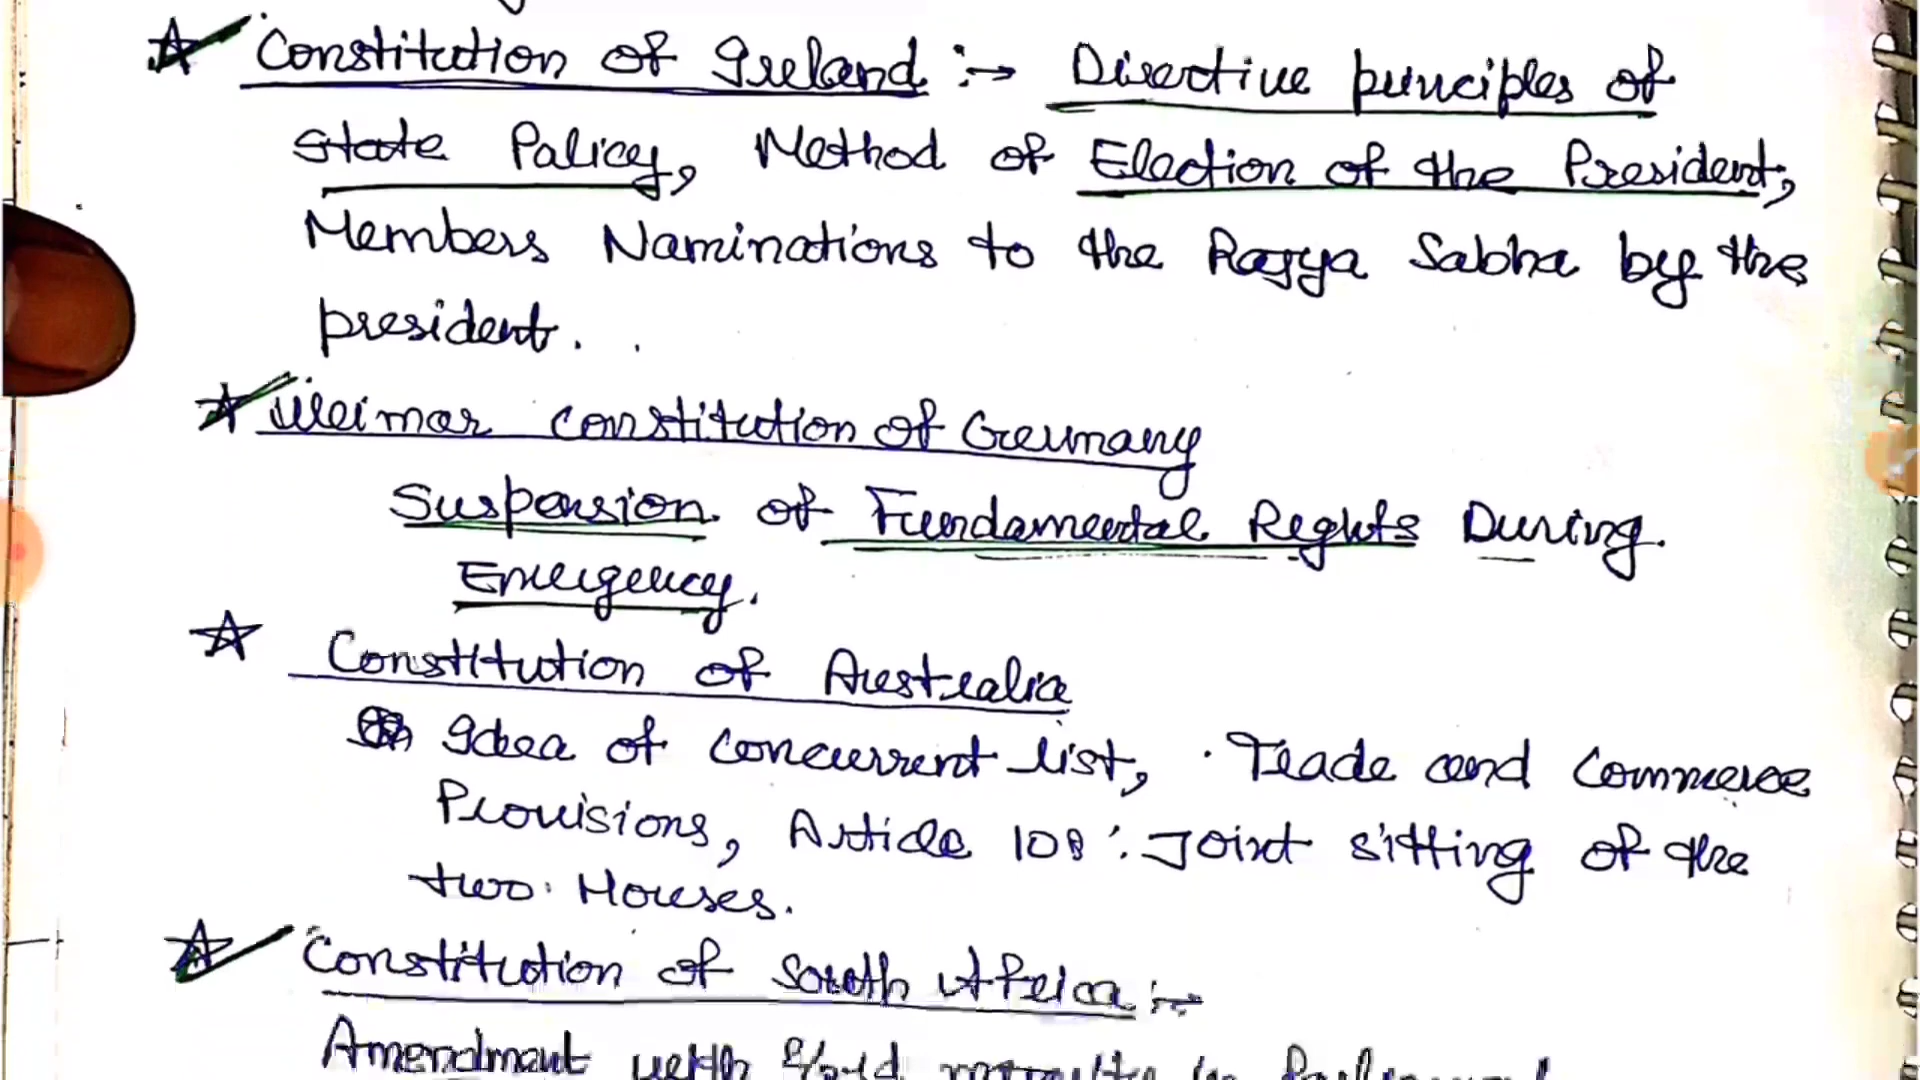 Constitution of Ireland :→ Directive principles of
State Policy, Method of Election of the President,
Members Nominations to the Rajya Sabha by the
president.
Weimar constitution of Germany
Suspension of Fundamental Rights During
Emergency.
Constitution of Australia
Idea of concurrent list, Trade and Commerce
Provisions, Article 108: Joint sitting of the
two Houses.
Constitution of South Africa :→
Amendment with 2/3rd